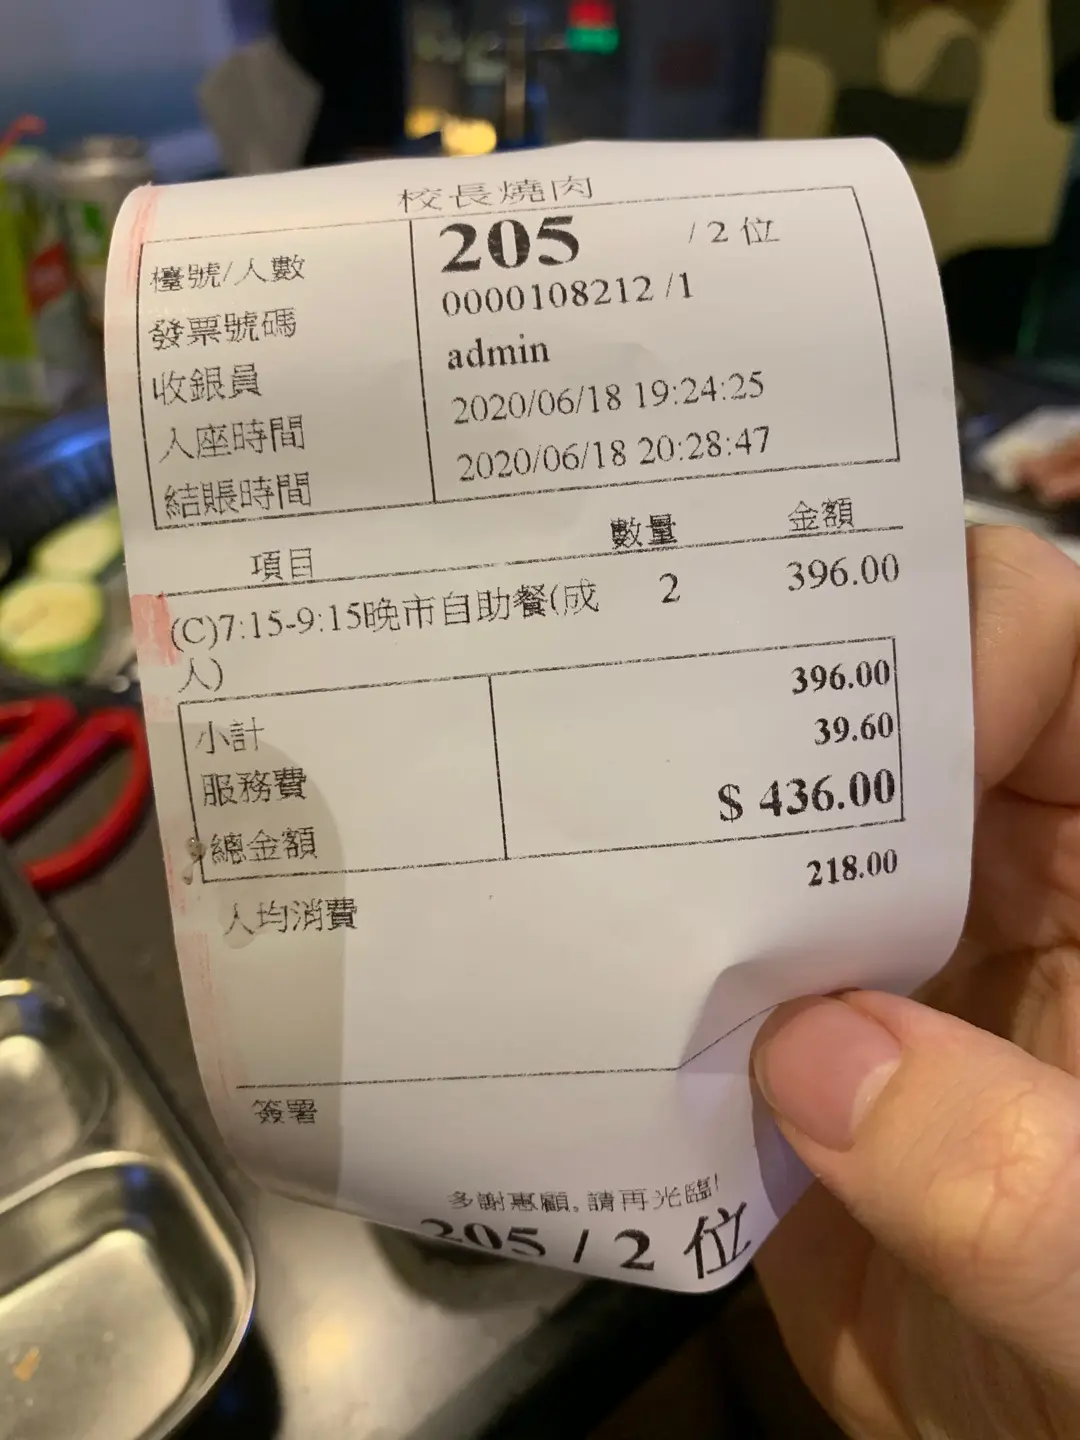 校長燒肉
檯號/人數 205 /2位
發票號碼 0000108212 /1
收銀員 admin
入座時間 2020/06/18 19:24:25
結賬時間 2020/06/18 20:28:47
項目 數量 金額
(C)7:15-9:15晚市自助餐(成 2 396.00
人)
小計 396.00
服務費 39.60
總金額 $ 436.00
人均消費 218.00
簽署
多謝惠顧,請再光臨!
205 / 2 位